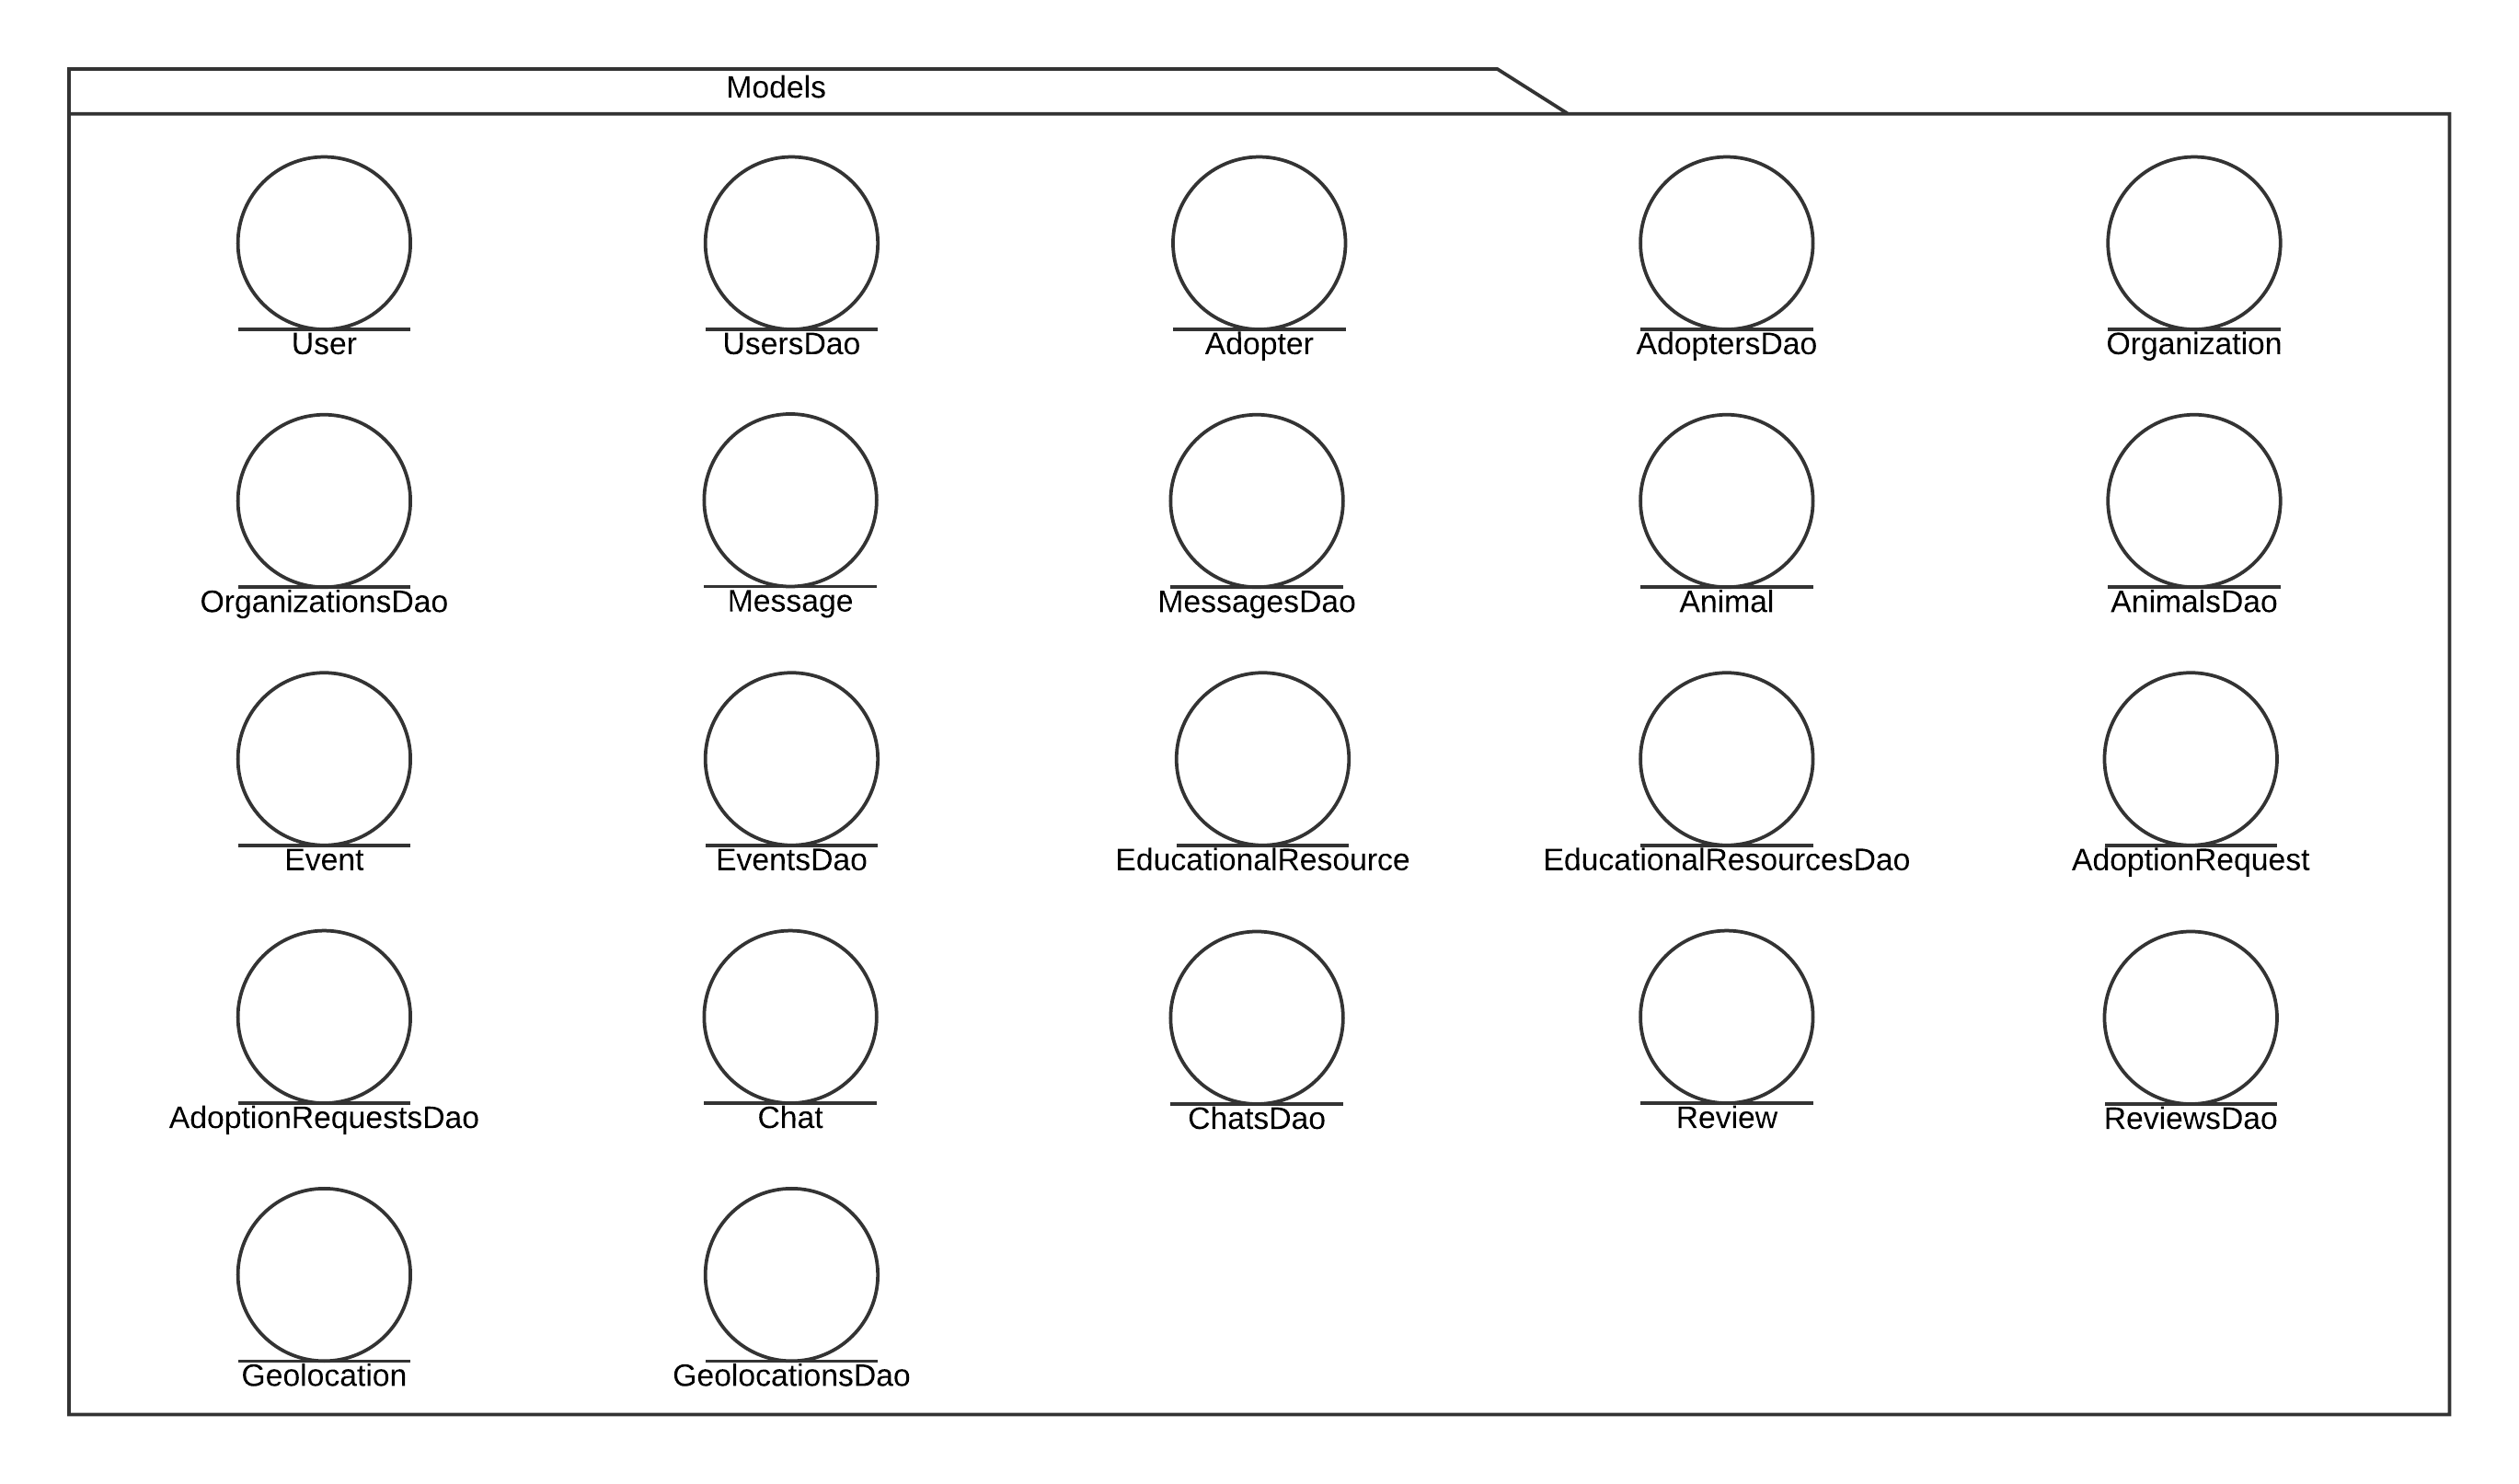 Models
User
UsersDao
Adopter
AdoptersDao
Organization
OrganizationsDao
Message
MessagesDao
Animal
AnimalsDao
Event
EventsDao
EducationalResource
EducationalResourcesDao
AdoptionRequest
AdoptionRequestsDao
Chat
ChatsDao
Review
ReviewsDao
Geolocation
GeolocationsDao